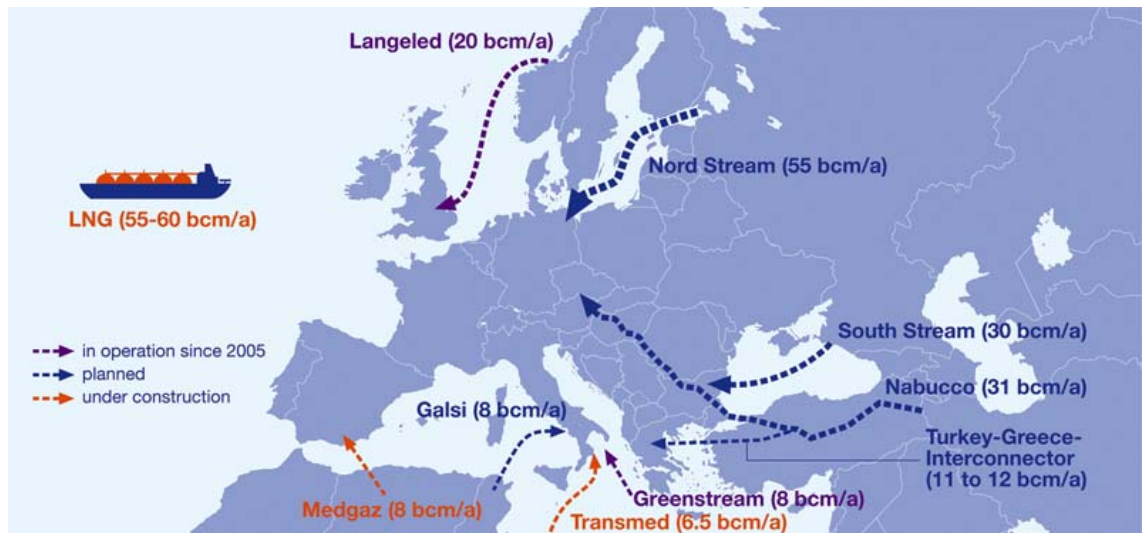 Langeled (20 bcm/a)
Nord Stream (55 bcm/a)
LNG (55-60 bcm/a)
South Stream (30 bcm/a)
in operation since 2005
planned
under construction
Nabucco (31 bcm/a)
Galsi (8 bcm/a)
Turkey-Greece-
Interconnector
(11 to 12 bcm/a)
Medgaz (8 bcm/a)
Greenstream (8 bcm/a)
Transmed (6.5 bcm/a)